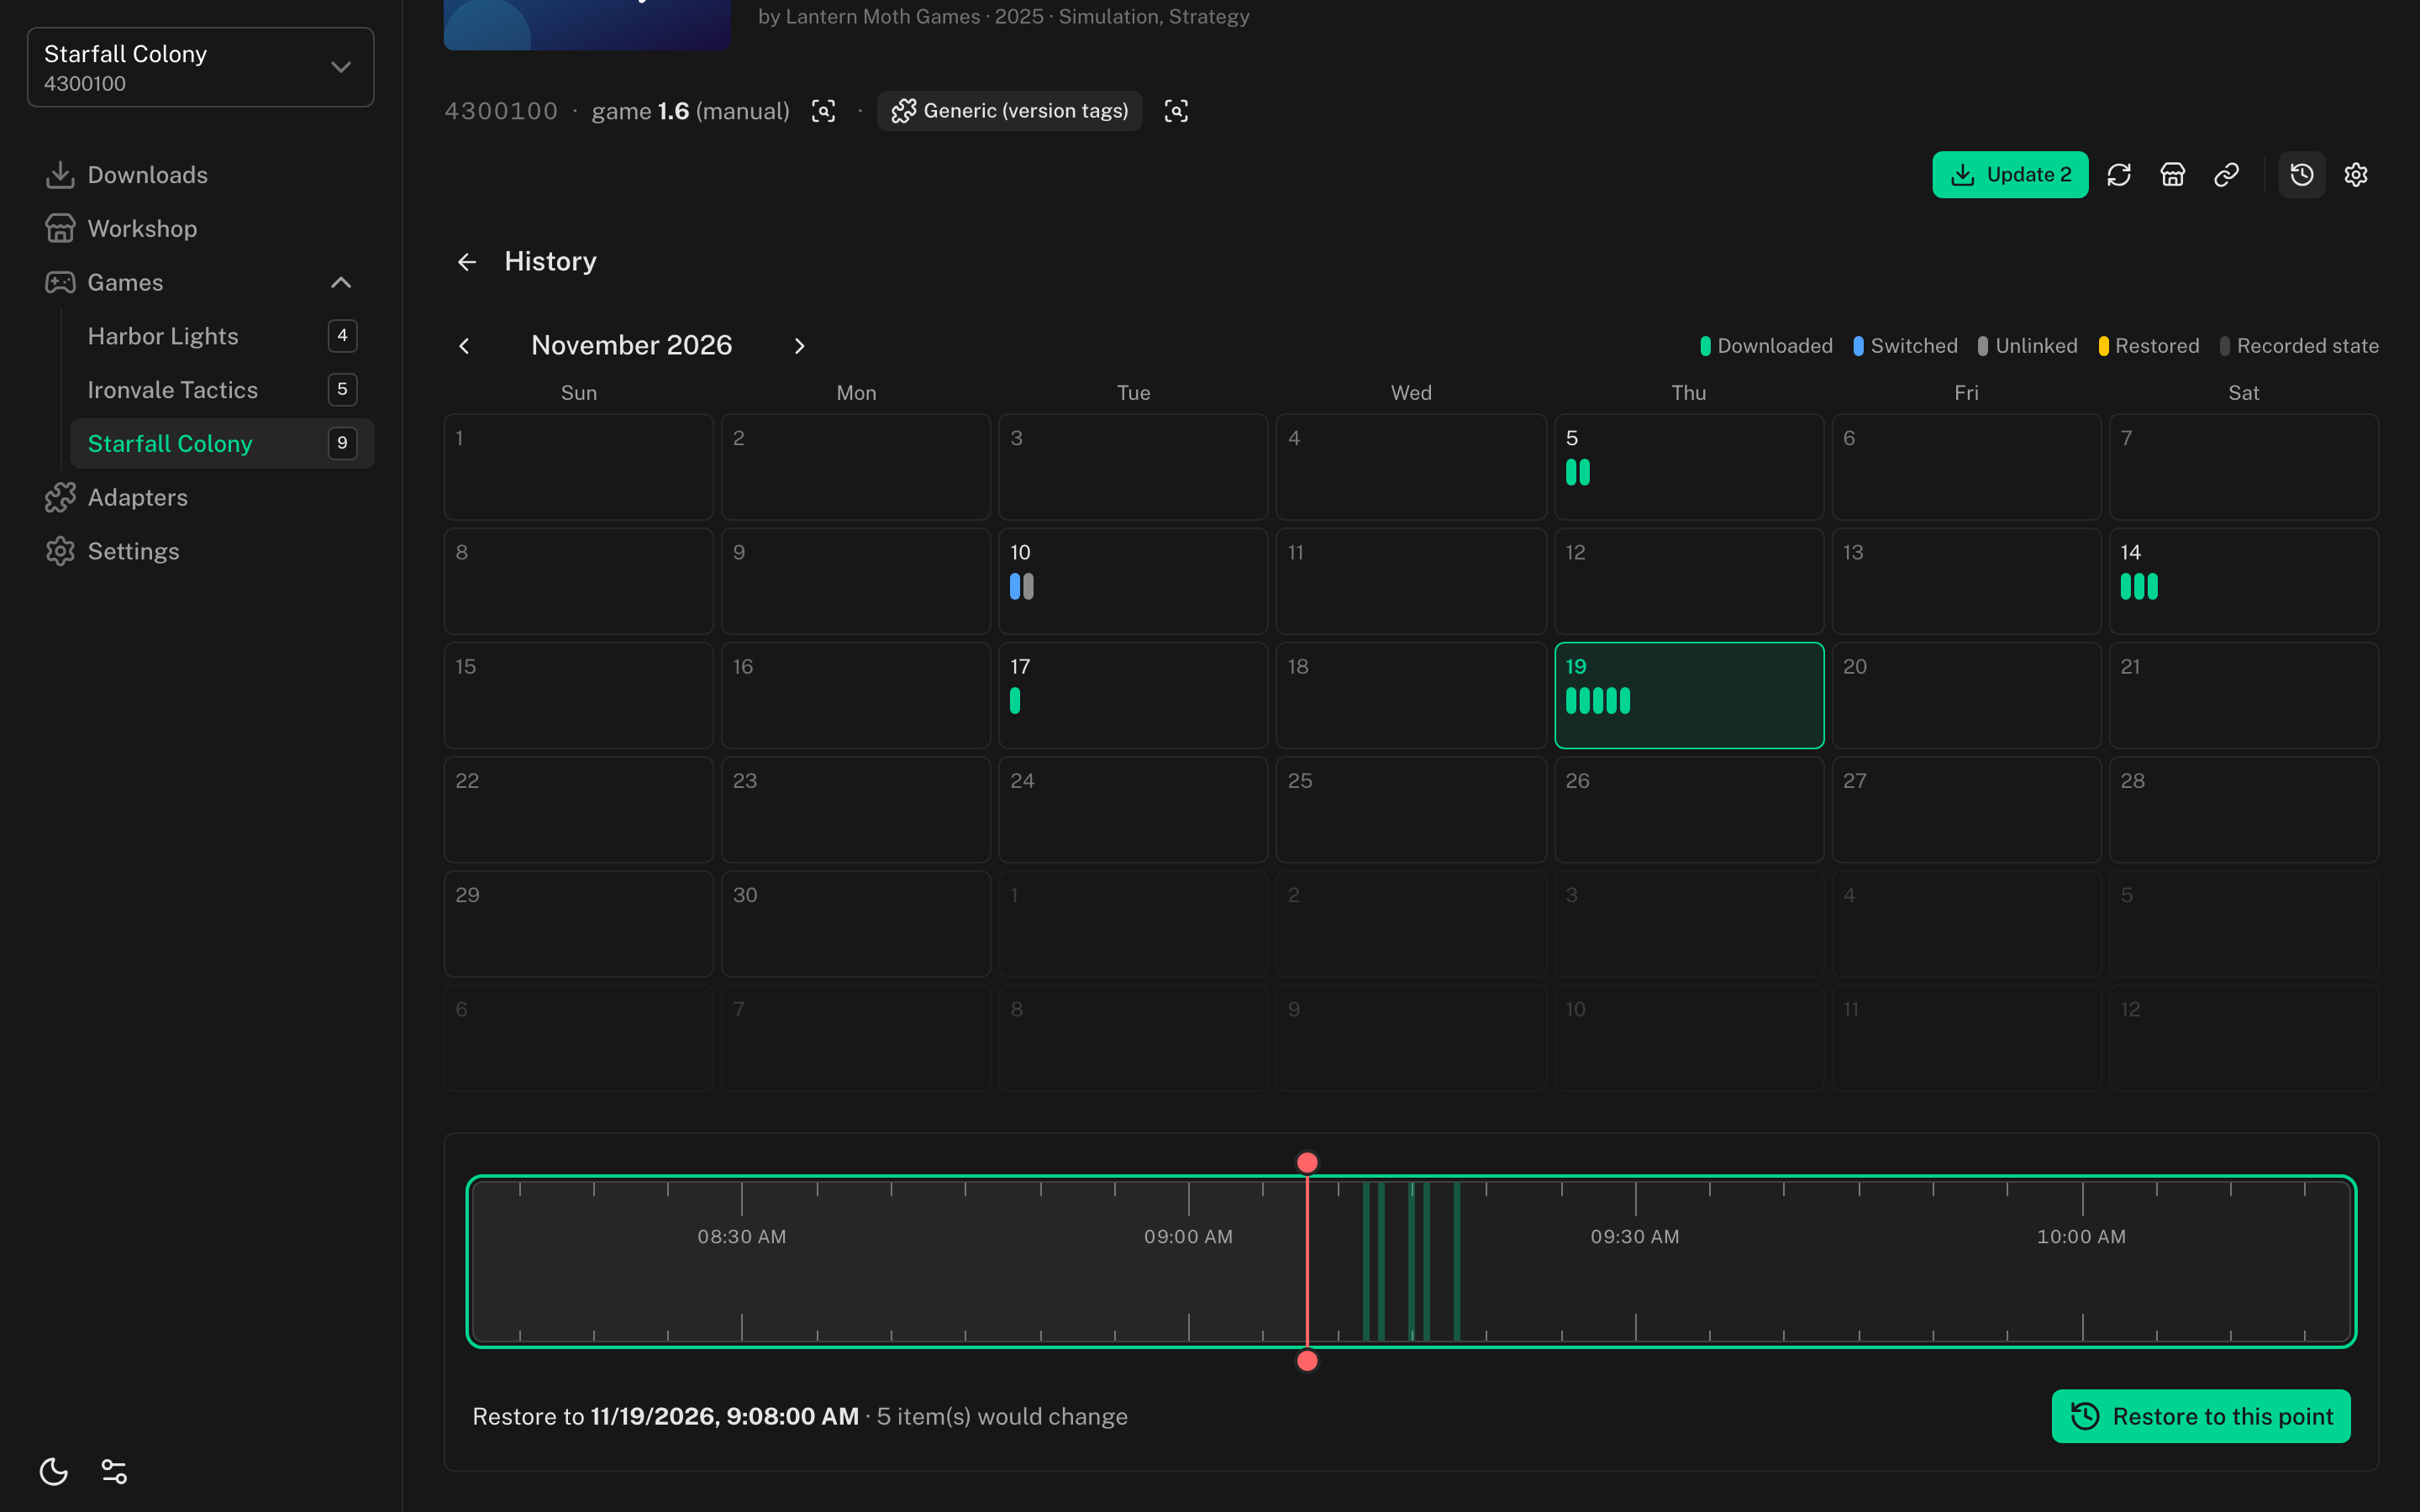 Starfall Colony
4300100
Downloads
Workshop
Games
Harbor Lights 4
Ironvale Tactics 5
Starfall Colony 9
Adapters
Settings
by Lantern Moth Games · 2025 · Simulation, Strategy
4300100 · game 1.6 (manual) · Generic (version tags)
Update 2
History
November 2026
Downloaded Switched Unlinked Restored Recorded state
Sun Mon Tue Wed Thu Fri Sat
1 2 3 4 5 6 7
8 9 10 11 12 13 14
15 16 17 18 19 20 21
22 23 24 25 26 27 28
29 30 1 2 3 4 5
6 7 8 9 10 11 12
08:30 AM 09:00 AM 09:30 AM 10:00 AM
Restore to 11/19/2026, 9:08:00 AM · 5 item(s) would change
Restore to this point